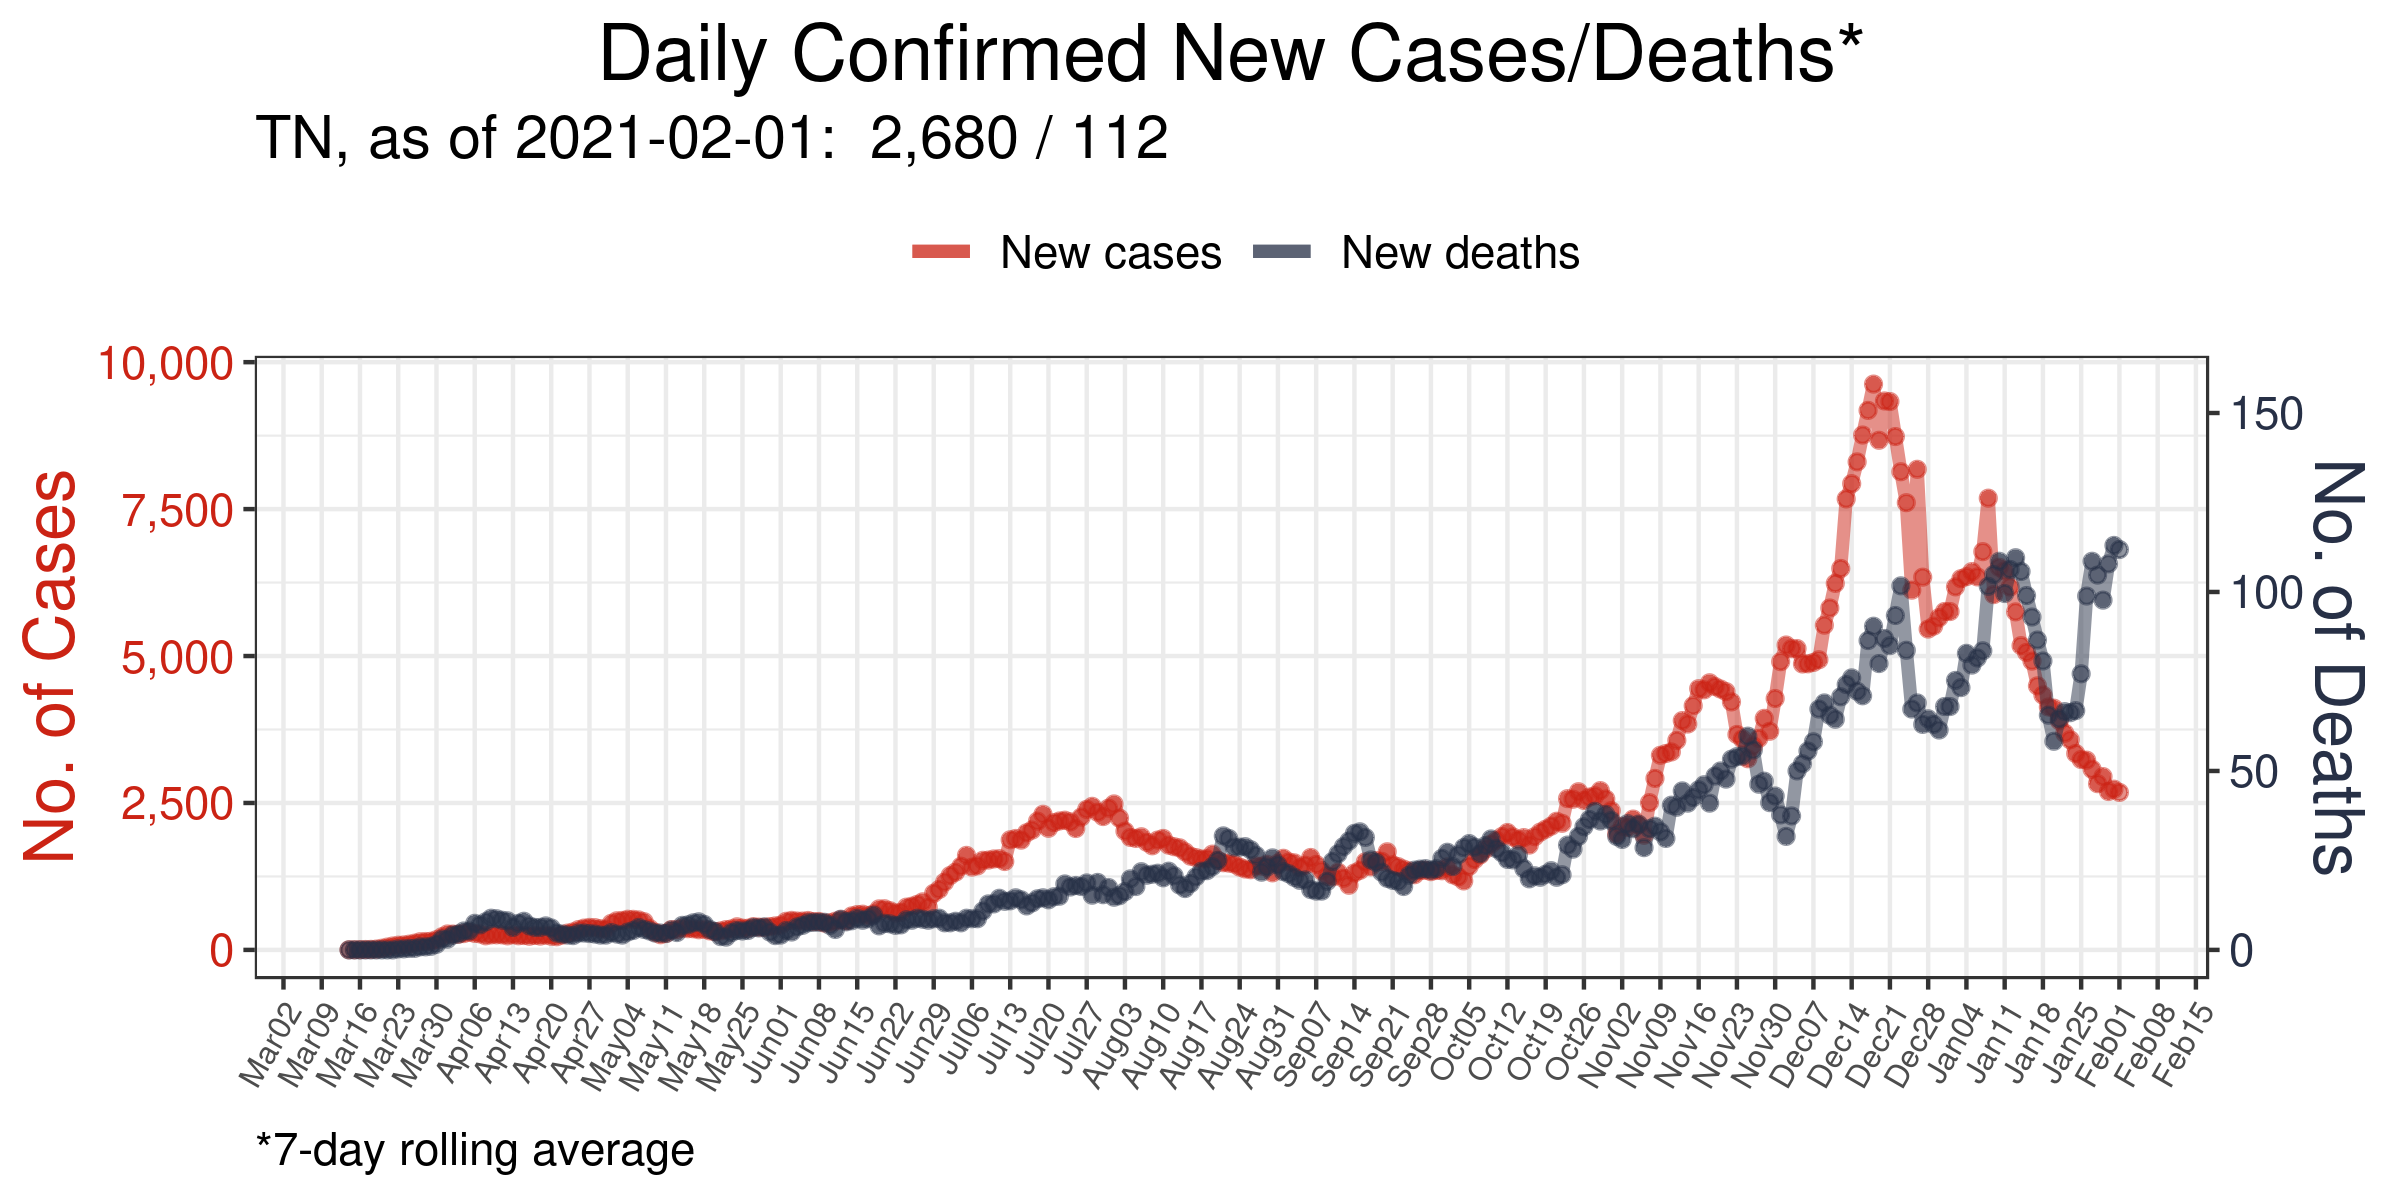 Daily Confirmed New Cases/Deaths*
TN, as of 2021-02-01:  2,680 / 112
New cases New deaths
No. of Cases
10,000
7,500
5,000
2,500
0
150
100
50
0
No. of Deaths
Mar02 Mar09 Mar16 Mar23 Mar30 Apr06 Apr13 Apr20 Apr27 May04 May11 May18 May25 Jun01 Jun08 Jun15 Jun22 Jun29 Jul06 Jul13 Jul20 Jul27 Aug03 Aug10 Aug17 Aug24 Aug31 Sep07 Sep14 Sep21 Sep28 Oct05 Oct12 Oct19 Oct26 Nov02 Nov09 Nov16 Nov23 Nov30 Dec07 Dec14 Dec21 Dec28 Jan04 Jan11 Jan18 Jan25 Feb01 Feb08 Feb15
*7-day rolling average